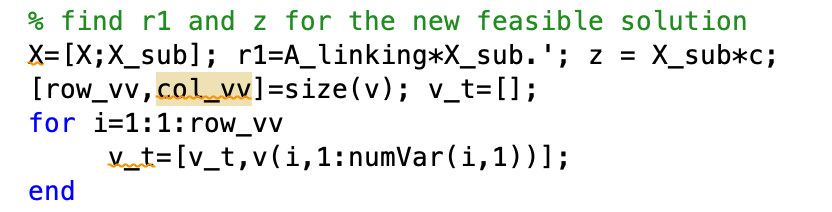 % find r1 and z for the new feasible solution
X=[X;X_sub]; r1=A_linking*X_sub.'; z = X_sub*c;
[row_vv,col_vv]=size(v); v_t=[];
for i=1:1:row_vv
     v_t=[v_t,v(i,1:numVar(i,1))];
end